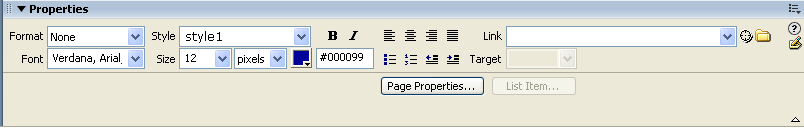 Properties
Format None Style style1 B I Link
Font Verdana, Arial, Size 12 pixels #000099 Target
Page Properties... List Item...